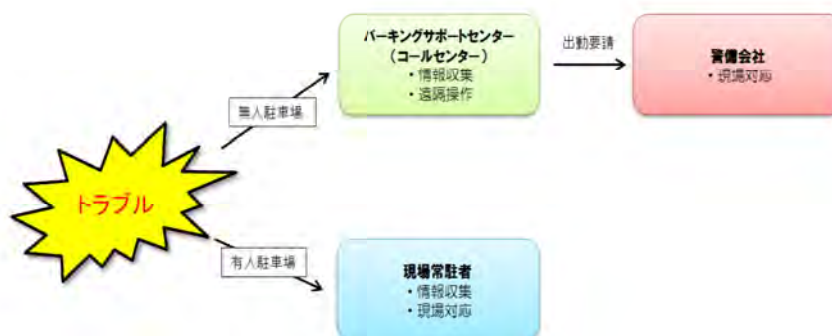 パーキングサポートセンター
（コールセンター）
・情報収集
・遠隔操作
出動要請
警備会社
・現場対応
無人駐車場
トラブル
有人駐車場
現場常駐者
・情報収集
・現場対応